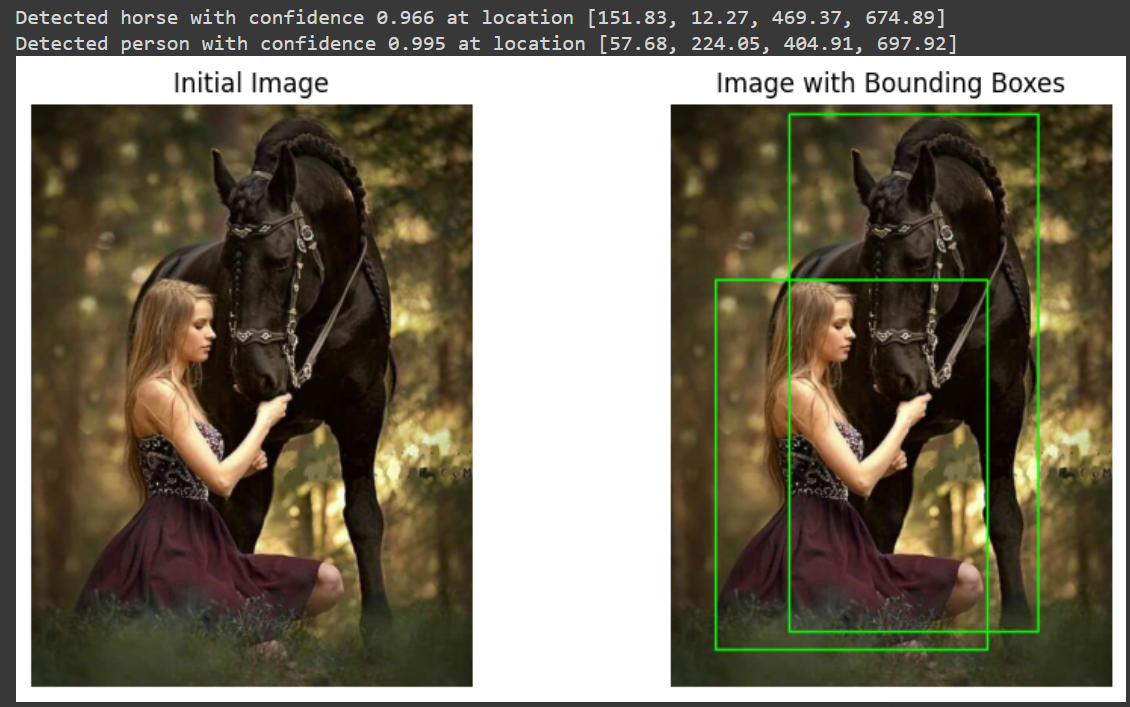 Detected horse with confidence 0.966 at location [151.83, 12.27, 469.37, 674.89]
Detected person with confidence 0.995 at location [57.68, 224.05, 404.91, 697.92]
Initial Image
Image with Bounding Boxes